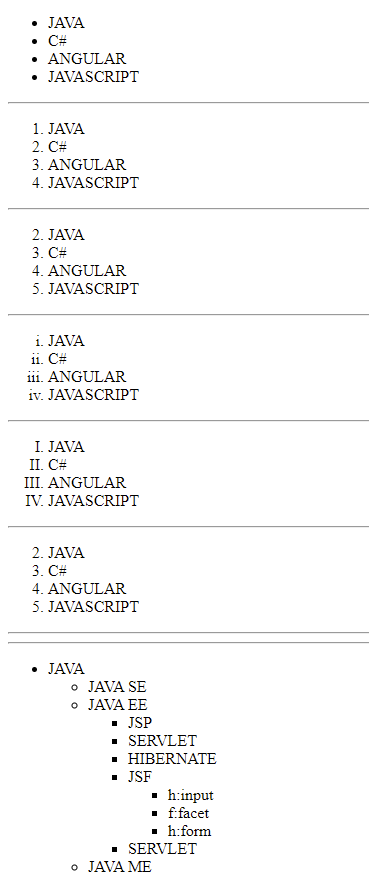 • JAVA
• C#
• ANGULAR
• JAVASCRIPT
1. JAVA
2. C#
3. ANGULAR
4. JAVASCRIPT
2. JAVA
3. C#
4. ANGULAR
5. JAVASCRIPT
i. JAVA
ii. C#
iii. ANGULAR
iv. JAVASCRIPT
I. JAVA
II. C#
III. ANGULAR
IV. JAVASCRIPT
2. JAVA
3. C#
4. ANGULAR
5. JAVASCRIPT
• JAVA
◦ JAVA SE
◦ JAVA EE
▪ JSP
▪ SERVLET
▪ HIBERNATE
▪ JSF
▪ h:input
▪ f:facet
▪ h:form
▪ SERVLET
◦ JAVA ME